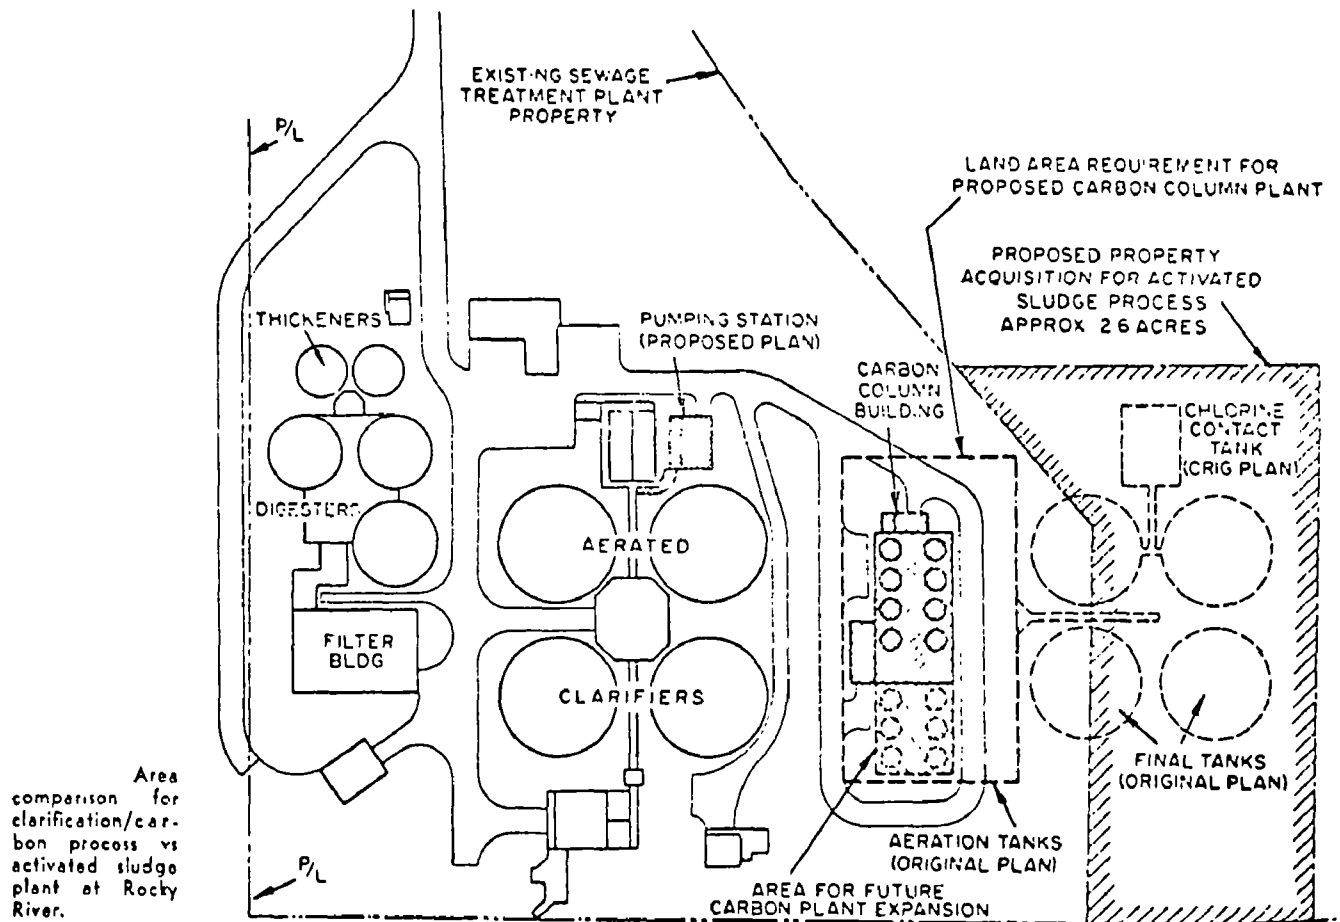 EXISTING SEWAGE
TREATMENT PLANT
PROPERTY
P/L
LAND AREA REQUIREMENT FOR
PROPOSED CARBON COLUMN PLANT
PROPOSED PROPERTY
ACQUISITION FOR ACTIVATED
SLUDGE PROCESS
APPROX 2 6 ACRES
THICKENERS
PUMPING STATION
(PROPOSED PLAN)
CARBON
COLUMN
BUILDING
CHLORINE
CONTACT
TANK
(ORIG PLAN)
DIGESTERS
AERATED
FILTER
BLDG
CLARIFIERS
FINAL TANKS
(ORIGINAL PLAN)
AERATION TANKS
(ORIGINAL PLAN)
P/L
AREA FOR FUTURE
CARBON PLANT EXPANSION
Area
comparison for
clarification/car-
bon process vs
activated sludge
plant at Rocky
River.